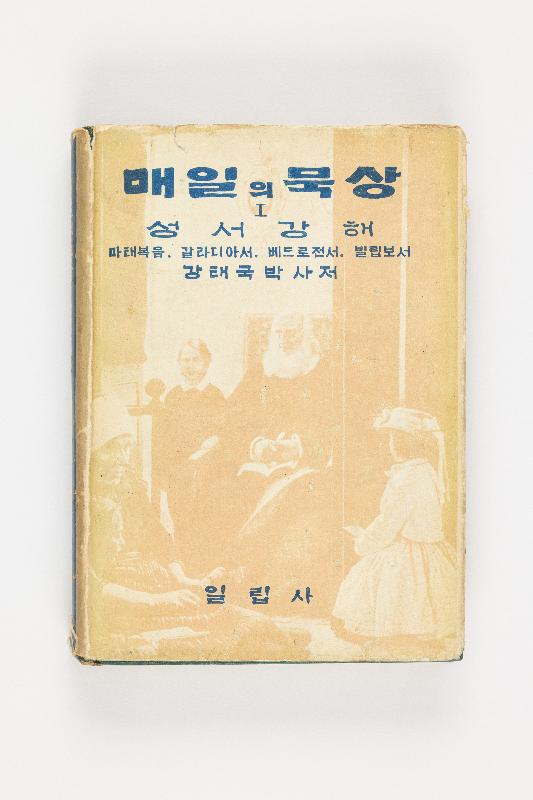 매일의 묵상
I
성서강해
마태복음. 갈라디아서. 베드로전서. 빌립보서
강태국박사저
일립사